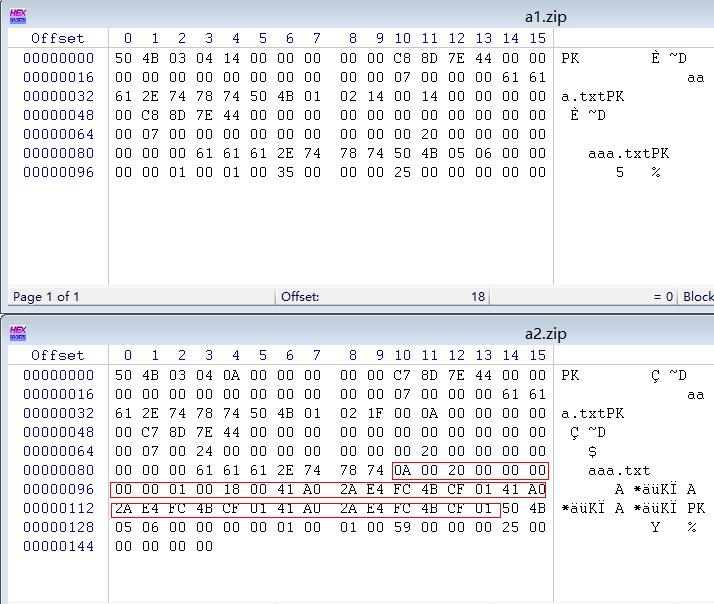 HEX
a1.zip
Offset 0 1 2 3 4 5 6 7 8 9 10 11 12 13 14 15
00000000 50 4B 03 04 14 00 00 00 00 00 C8 8D 7E 44 00 00 PK È ~D
00000016 00 00 00 00 00 00 00 00 00 00 07 00 00 00 61 61 aa
00000032 61 2E 74 78 74 50 4B 01 02 14 00 14 00 00 00 00 a.txtPK
00000048 00 C8 8D 7E 44 00 00 00 00 00 00 00 00 00 00 00 È ~D
00000064 00 07 00 00 00 00 00 00 00 00 00 20 00 00 00 00
00000080 00 00 00 61 61 61 2E 74 78 74 50 4B 05 06 00 00 aaa.txtPK
00000096 00 00 01 00 01 00 35 00 00 00 25 00 00 00 00 00 5 %
Page 1 of 1 Offset: 18 = 0 Block
HEX
a2.zip
Offset 0 1 2 3 4 5 6 7 8 9 10 11 12 13 14 15
00000000 50 4B 03 04 0A 00 00 00 00 00 C7 8D 7E 44 00 00 PK Ç ~D
00000016 00 00 00 00 00 00 00 00 00 00 07 00 00 00 61 61 aa
00000032 61 2E 74 78 74 50 4B 01 02 1F 00 0A 00 00 00 00 a.txtPK
00000048 00 C7 8D 7E 44 00 00 00 00 00 00 00 00 00 00 00 Ç ~D
00000064 00 07 00 24 00 00 00 00 00 00 00 20 00 00 00 00 $
00000080 00 00 00 61 61 61 2E 74 78 74 0A 00 20 00 00 00 aaa.txt
00000096 00 00 01 00 18 00 41 A0 2A E4 FC 4B CF 01 41 A0 A *äüKÏ A
00000112 2A E4 FC 4B CF 01 41 A0 2A E4 FC 4B CF 01 50 4B *äüKÏ A *äüKÏ PK
00000128 05 06 00 00 00 00 01 00 01 00 59 00 00 00 25 00 Y %
00000144 00 00 00 00